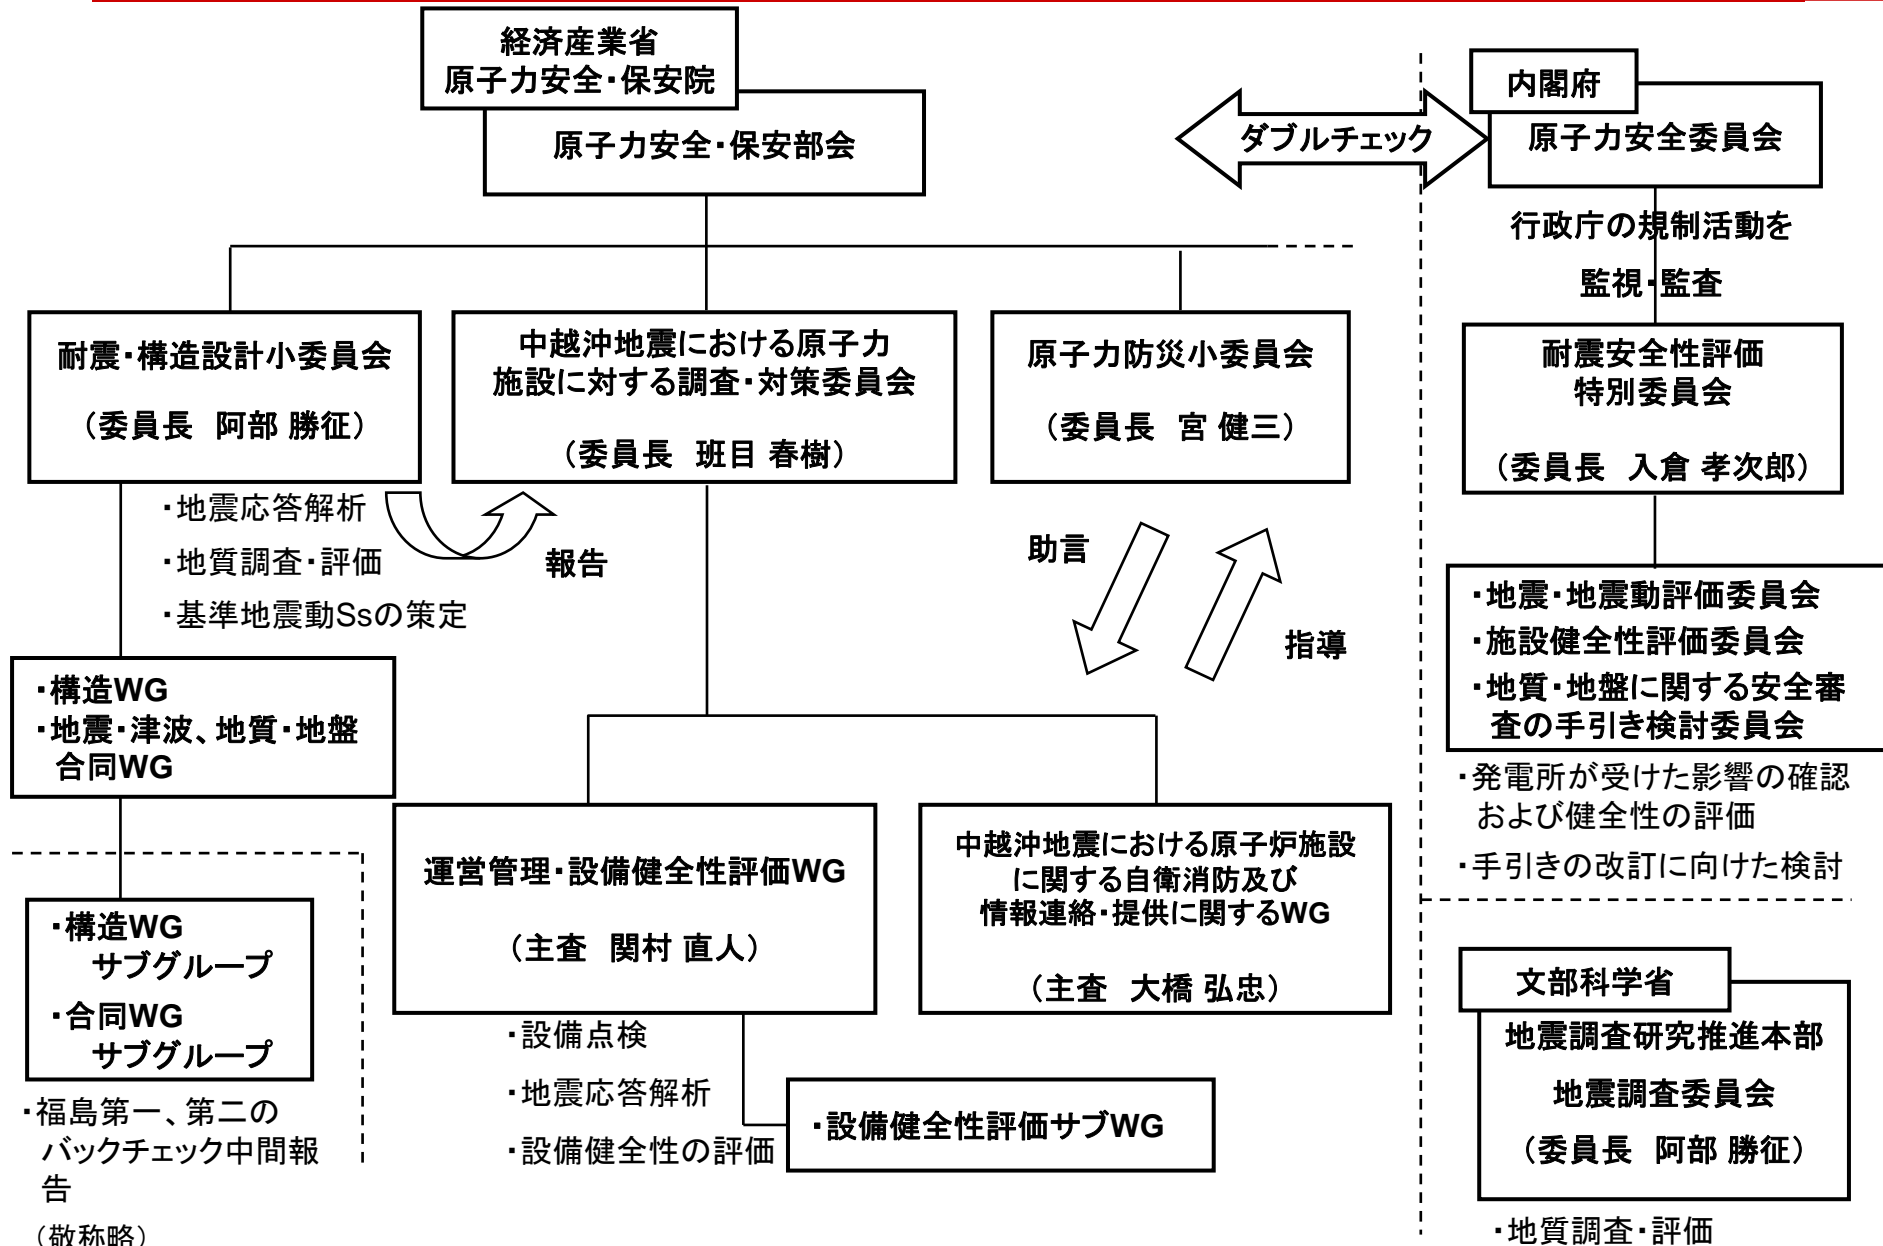 経済産業省
原子力安全・保安院
原子力安全・保安部会
ダブルチェック
内閣府
原子力安全委員会
行政庁の規制活動を
監視・監査
耐震・構造設計小委員会
（委員長　阿部 勝征）
中越沖地震における原子力
施設に対する調査・対策委員会
（委員長　班目 春樹）
原子力防災小委員会
（委員長　宮 健三）
耐震安全性評価
特別委員会
（委員長　入倉 孝次郎）
・地震応答解析
・地質調査・評価
・基準地震動Ssの策定
報告
助言
指導
・地震・地震動評価委員会
・施設健全性評価委員会
・地質・地盤に関する安全審
査の手引き検討委員会
・発電所が受けた影響の確認
および健全性の評価
・手引きの改訂に向けた検討
・構造WG
・地震・津波、地質・地盤
合同WG
・構造WG
サブグループ
・合同WG
サブグループ
・福島第一、第二の
バックチェック中間報
告
（敬称略）
運営管理・設備健全性評価WG
（主査　関村 直人）
・設備点検
・地震応答解析
・設備健全性の評価
・設備健全性評価サブWG
中越沖地震における原子炉施設
に関する自衛消防及び
情報連絡・提供に関するWG
（主査　大橋 弘忠）
文部科学省
地震調査研究推進本部
地震調査委員会
（委員長　阿部 勝征）
・地質調査・評価